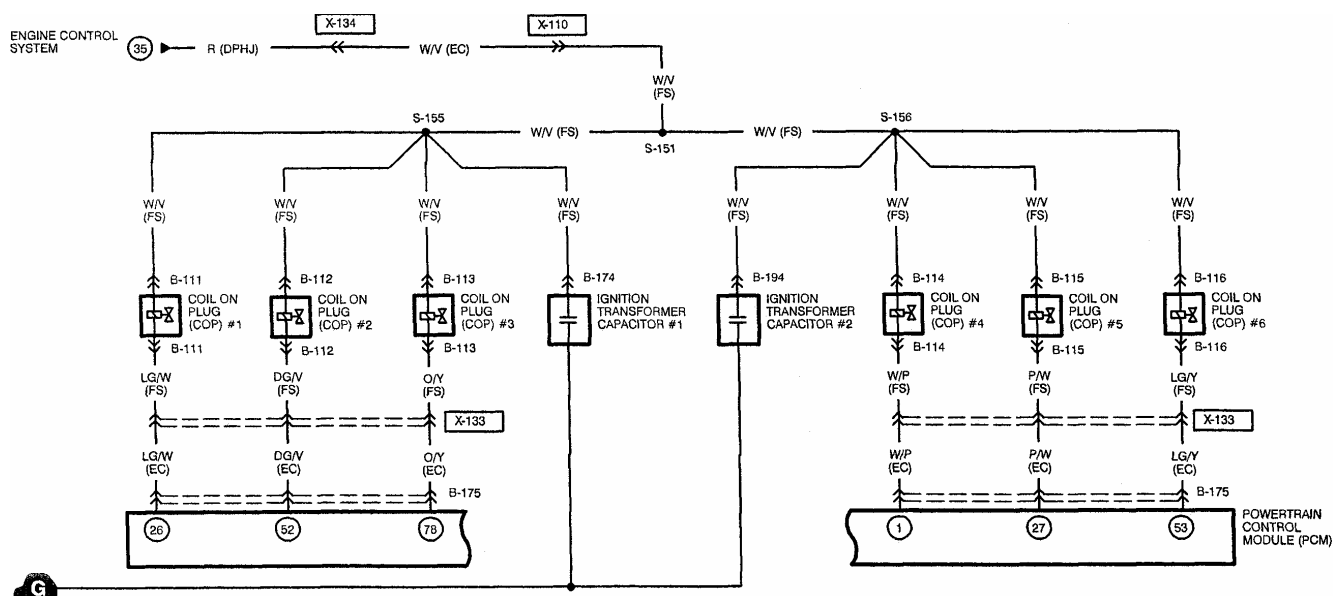 X-134
X-110
ENGINE CONTROL
SYSTEM
35
R (DPHJ)
W/V (EC)
W/V
(FS)
S-155
W/V (FS)
S-151
W/V (FS)
S-156
W/V
(FS)
W/V
(FS)
W/V
(FS)
W/V
(FS)
W/V
(FS)
W/V
(FS)
W/V
(FS)
W/V
(FS)
B-111
B-112
B-113
B-174
B-194
B-114
B-115
B-116
COIL ON
PLUG
(COP) #1
COIL ON
PLUG
(COP) #2
COIL ON
PLUG
(COP) #3
IGNITION
TRANSFORMER
CAPACITOR #1
IGNITION
TRANSFORMER
CAPACITOR #2
COIL ON
PLUG
(COP) #4
COIL ON
PLUG
(COP) #5
COIL ON
PLUG
(COP) #6
B-111
B-112
B-113
B-114
B-115
B-116
LG/W
(FS)
DG/V
(FS)
O/Y
(FS)
W/P
(FS)
P/W
(FS)
LG/Y
(FS)
X-133
X-133
LG/W
(EC)
DG/V
(EC)
O/Y
(EC)
W/P
(EC)
P/W
(EC)
LG/Y
(EC)
B-175
B-175
26
52
78
1
27
53
POWERTRAIN
CONTROL
MODULE (PCM)
G